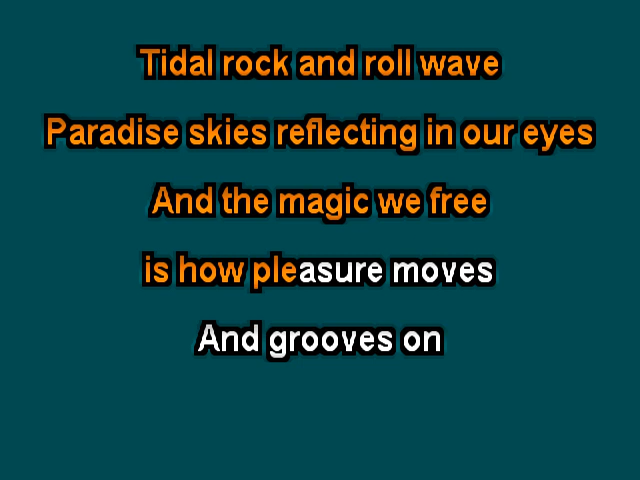 Tidal rock and roll wave
Paradise skies reflecting in our eyes
And the magic we free
is how pleasure moves
And grooves on